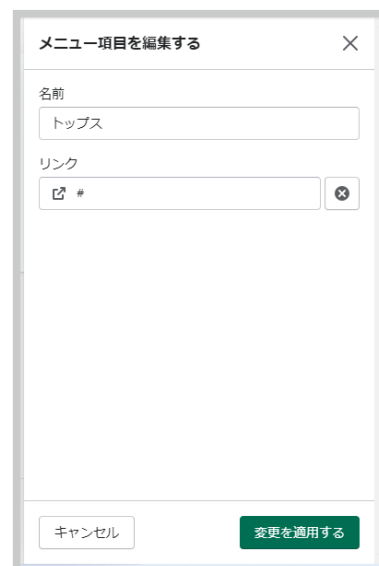 メニュー項目を編集する
名前
トップス
リンク
#
キャンセル
変更を適用する